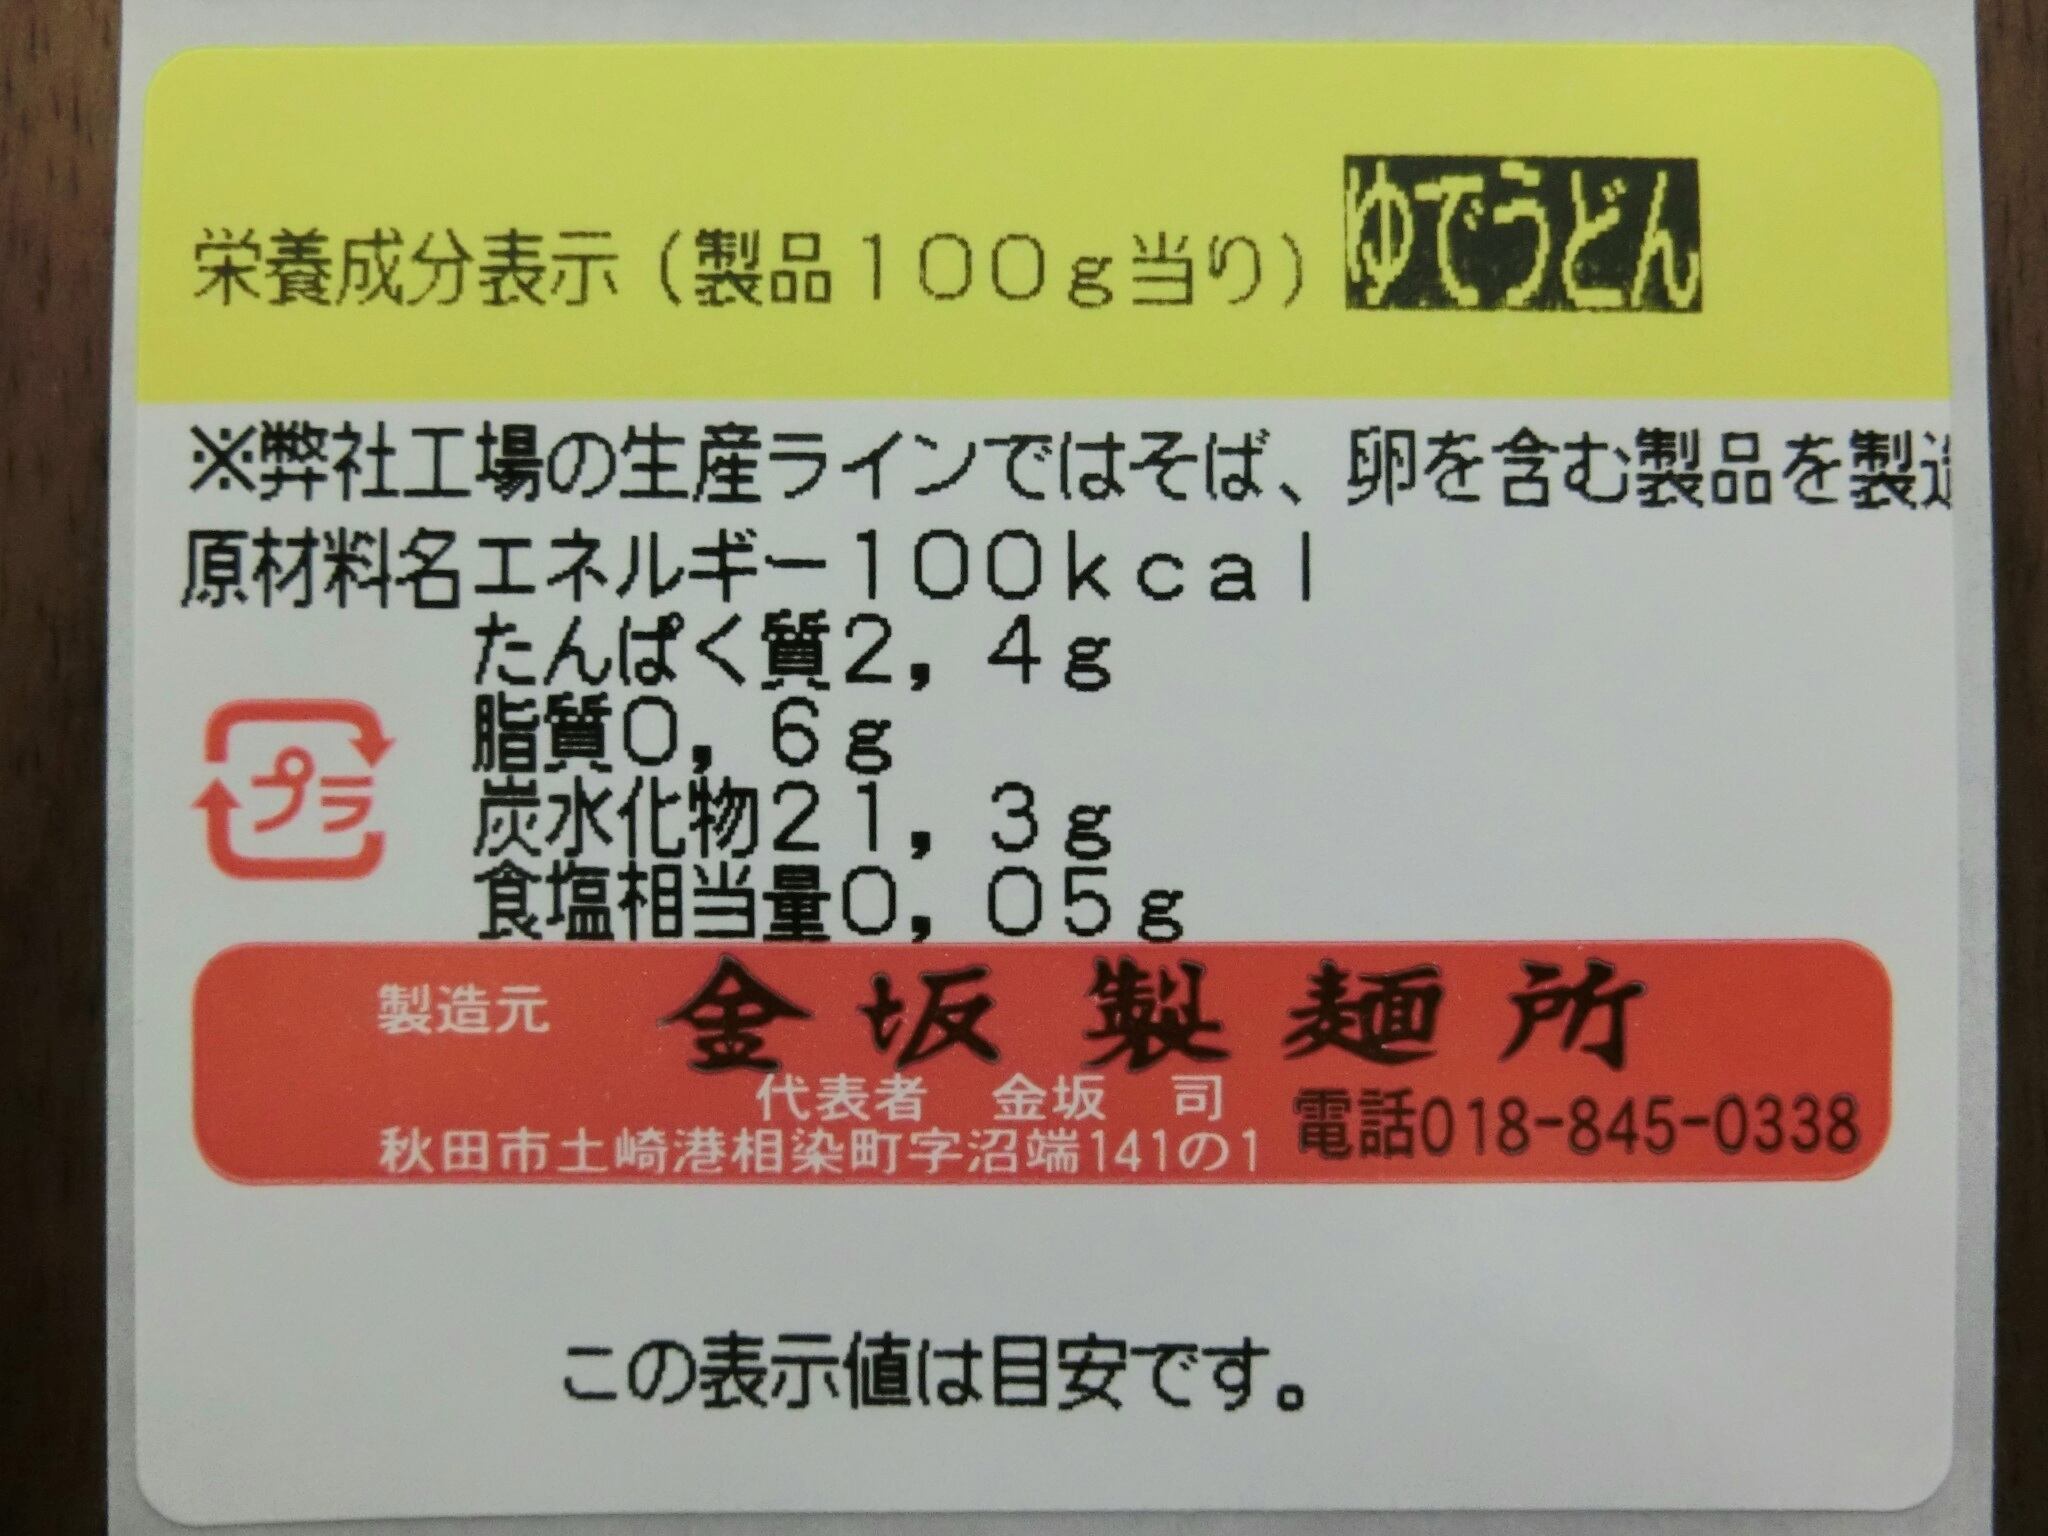 栄養成分表示(製品100g当り) ゆでうどん
※弊社工場の生産ラインではそば、卵を含む製品を製造
原材料名エネルギー100kcal
たんぱく質2,4g
脂質0,6g
プラ
炭水化物21,3g
食塩相当量0,05g
製造元 金坂製麺所
代表者 金坂 司
秋田市土崎港相染町字沼端141の1 電話018-845-0338
この表示値は目安です。